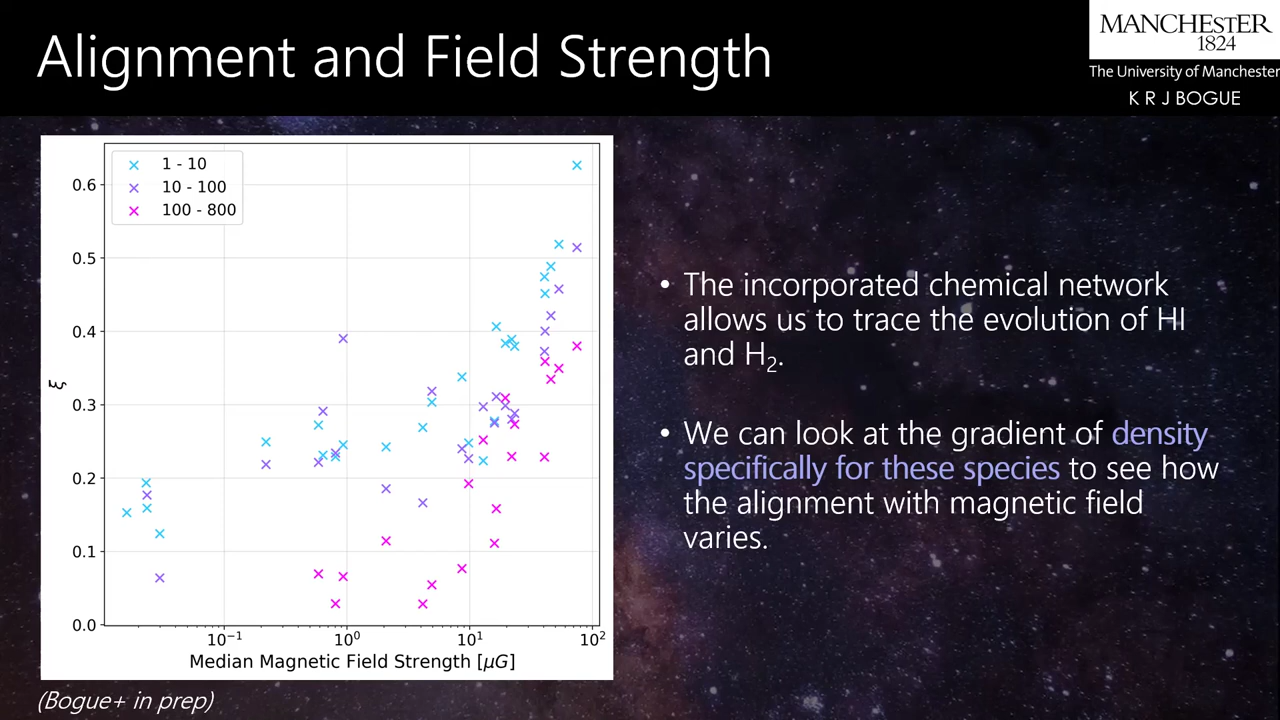 Alignment and Field Strength
MANCHESTER
1824
The University of Manchester
K R J BOGUE
1 - 10
10 - 100
100 - 800
0.6
0.5
0.4
0.3
0.2
0.1
0.0
ξ
10⁻¹
10⁰
10¹
10²
Median Magnetic Field Strength [μG]
(Bogue+ in prep)
• The incorporated chemical network
allows us to trace the evolution of HI
and H₂.
• We can look at the gradient of density
specifically for these species to see how
the alignment with magnetic field
varies.